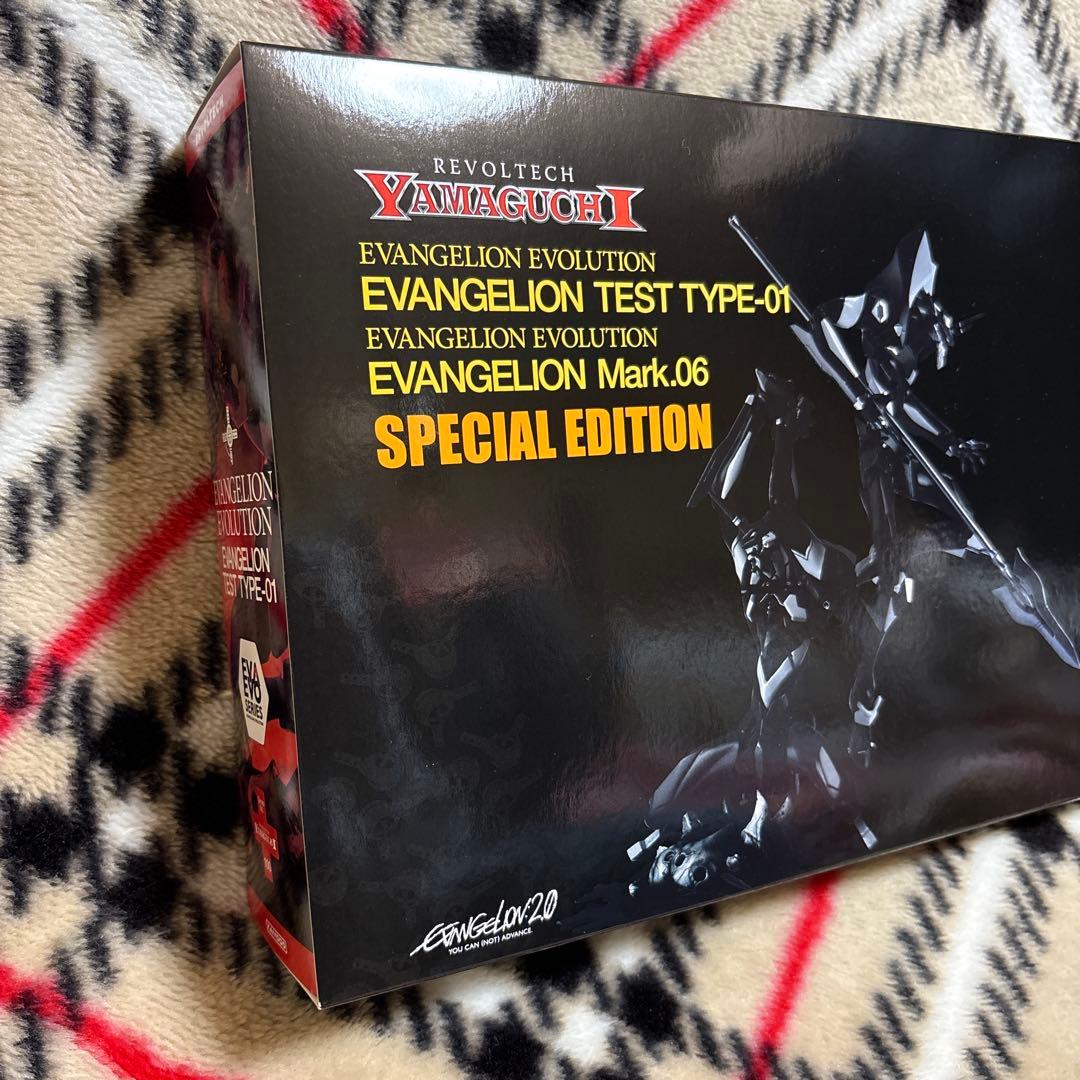 REVOLTECH
YAMAGUCHI
EVANGELION EVOLUTION
EVANGELION TEST TYPE-01
EVANGELION EVOLUTION
EVANGELION Mark.06
SPECIAL EDITION
EVANGELION:2.0
YOU CAN (NOT) ADVANCE.
REVOLTECH
EVANGELION
EVOLUTION
EVANGELION
TEST TYPE-01
EVA
EVO
SERIES